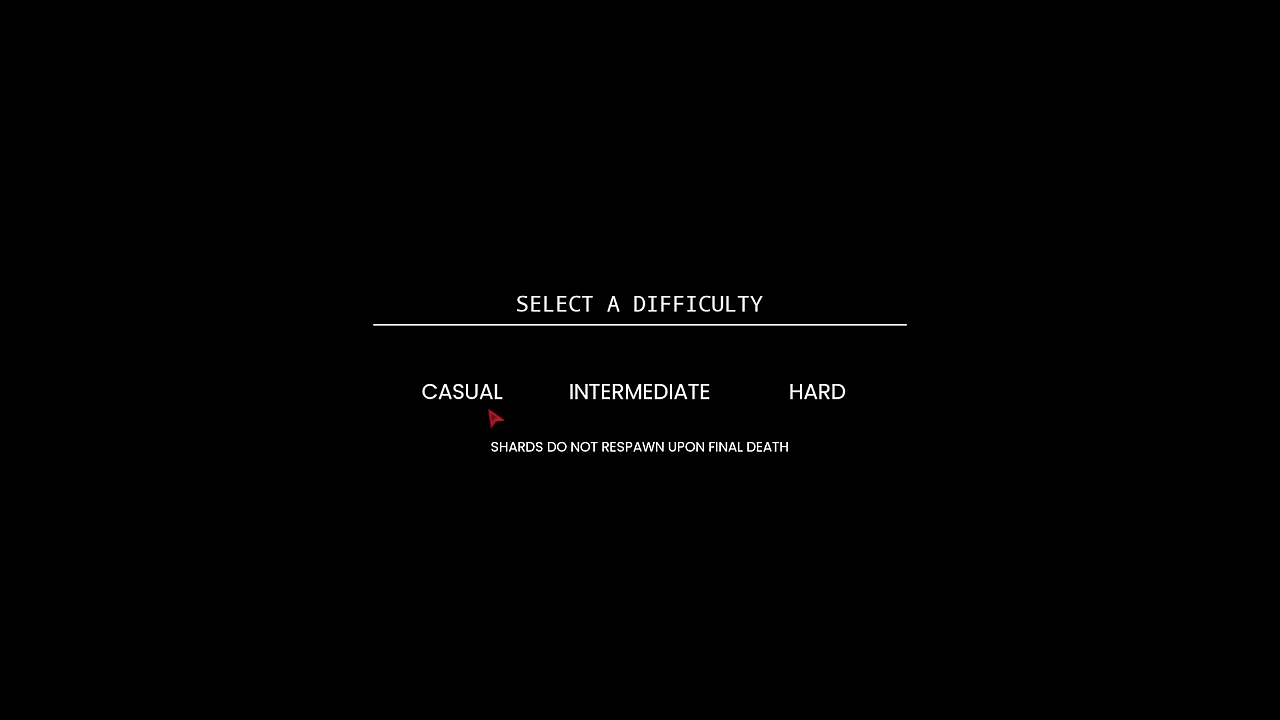 SELECT A DIFFICULTY
CASUAL INTERMEDIATE HARD
SHARDS DO NOT RESPAWN UPON FINAL DEATH